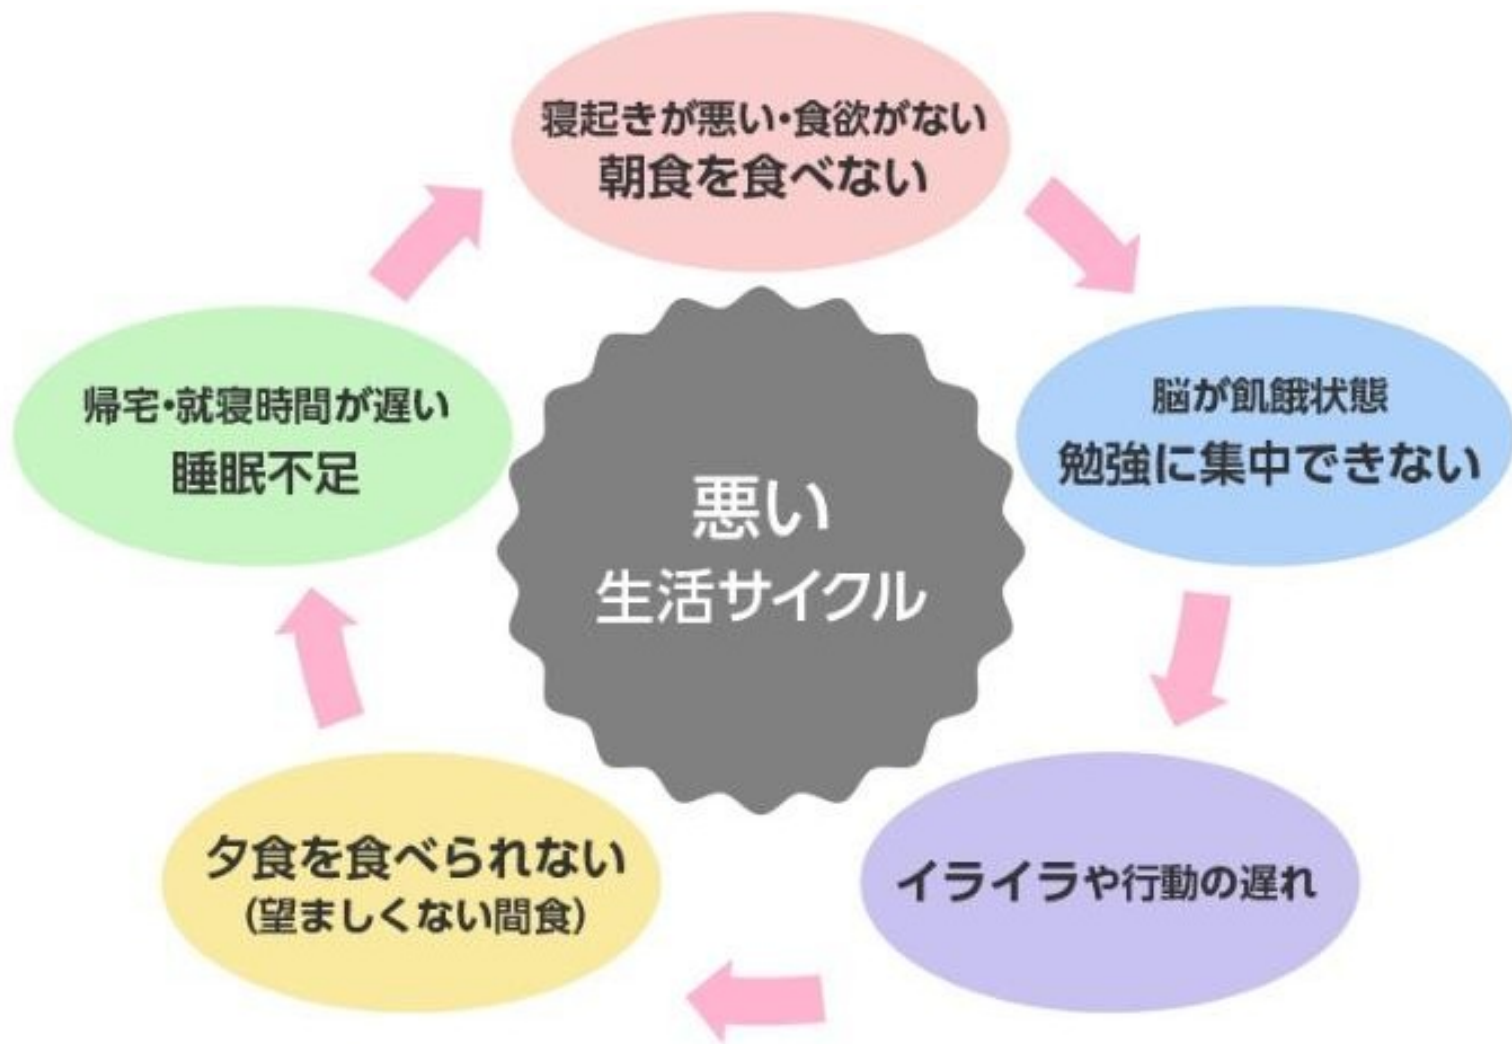 寝起きが悪い・食欲がない
朝食を食べない
脳が飢餓状態
勉強に集中できない
イライラや行動の遅れ
夕食を食べられない
(望ましくない間食)
帰宅・就寝時間が遅い
睡眠不足
悪い
生活サイクル